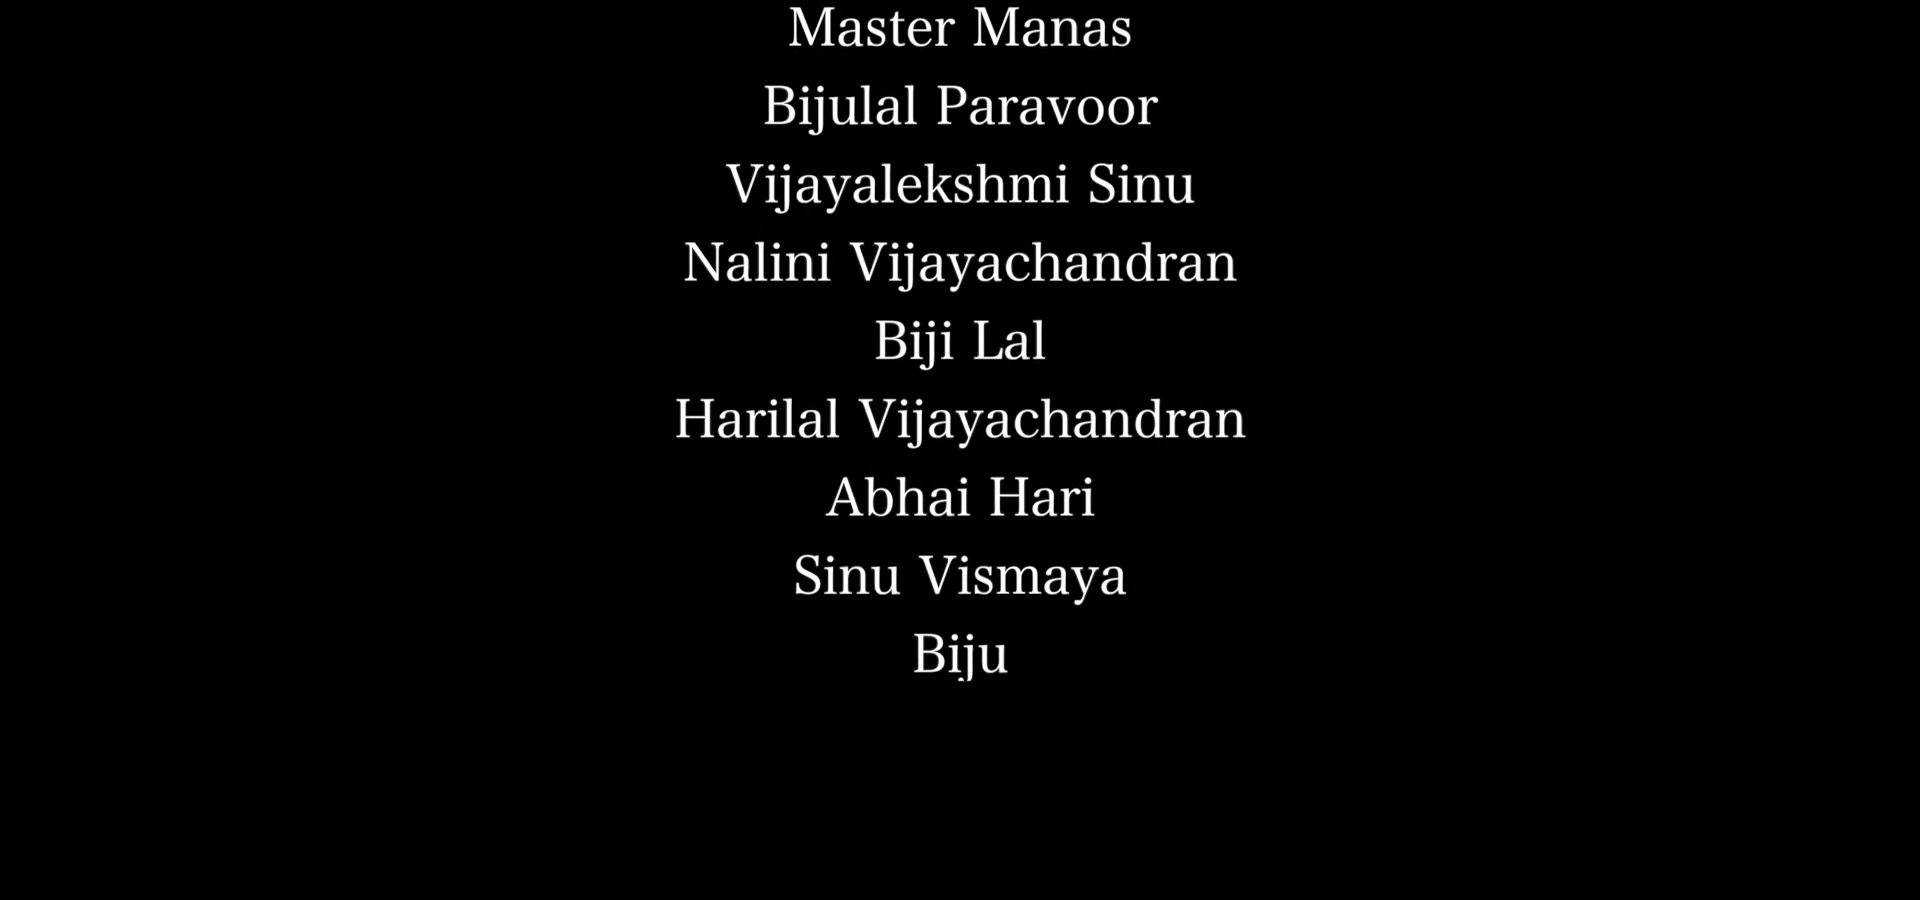 Master Manas
Bijulal Paravoor
Vijayalekshmi Sinu
Nalini Vijayachandran
Biji Lal
Harilal Vijayachandran
Abhai Hari
Sinu Vismaya
Biju